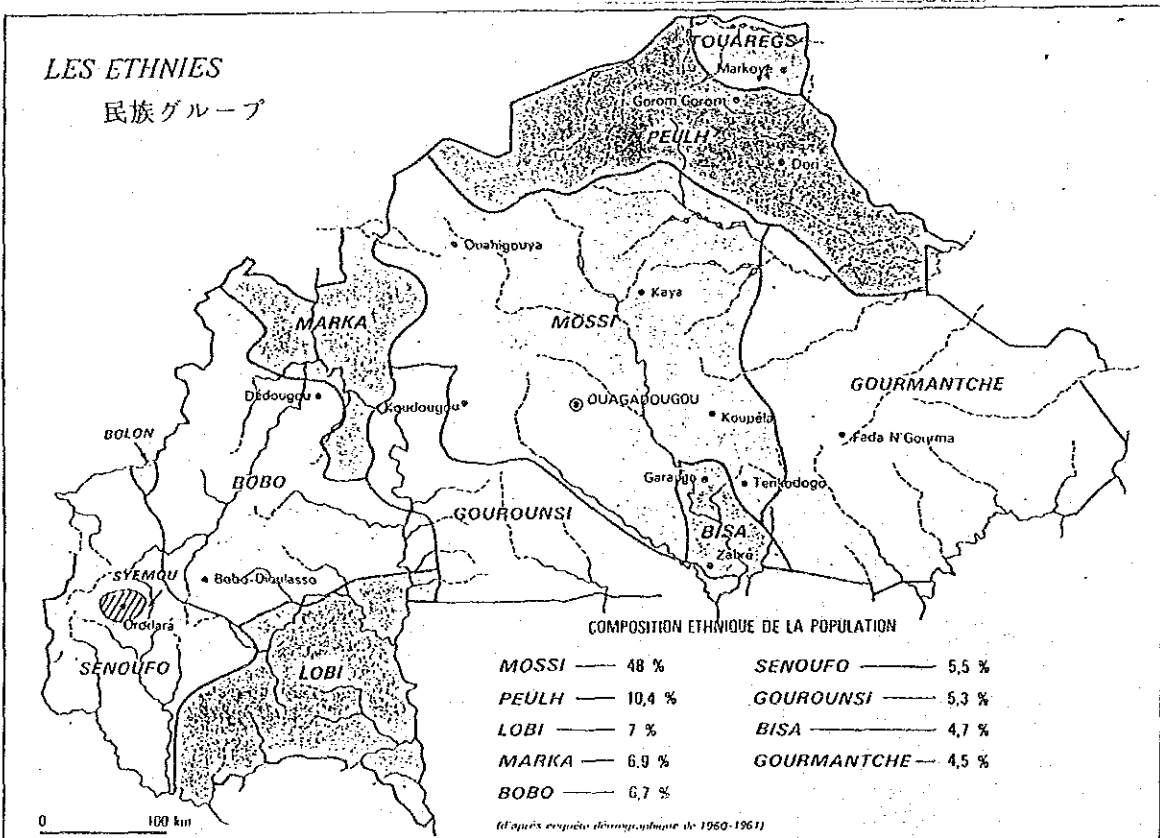 LES ETHNIES
民族グループ
TOUAREGS
Markoye
Gorom Gorom
PEULH
Dori
Ouahigouya
Kaya
MARKA
MOSSI
GOURMANTCHE
Dédougou
Koudougou
OUAGADOUGOU
Koupéla
Fada N'Gourma
BOLON
BOBO
Garango
Tenkodogo
GOUROUNSI
BISA
Zabré
SYEMOU
Bobo-Dioulasso
Orodara
SENOUFO
LOBI
COMPOSITION ETHNIQUE DE LA POPULATION
MOSSI — 48 % SENOUFO — 5,5 %
PEULH — 10,4 % GOUROUNSI — 5,3 %
LOBI — 7 % BISA — 4,7 %
MARKA — 6,9 % GOURMANTCHE — 4,5 %
BOBO — 6,7 %
0 100 km
(d'après enquête démographique de 1960-1961)